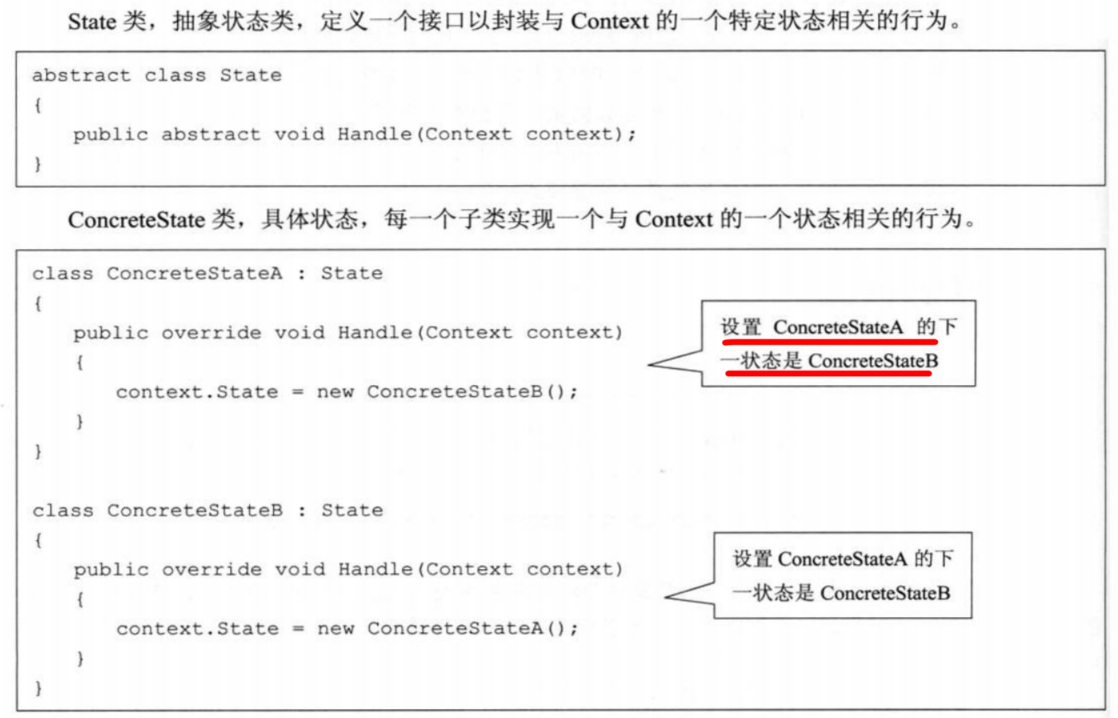 State 类，抽象状态类，定义一个接口以封装与 Context 的一个特定状态相关的行为。
abstract class State
{
public abstract void Handle(Context context);
}
ConcreteState 类，具体状态，每一个子类实现一个与 Context 的一个状态相关的行为。
class ConcreteStateA : State
{
public override void Handle(Context context)
{
context.State = new ConcreteStateB();
}
}
设置 ConcreteStateA 的下
一状态是 ConcreteStateB
class ConcreteStateB : State
{
public override void Handle(Context context)
{
context.State = new ConcreteStateA();
}
}
设置 ConcreteStateA 的下
一状态是 ConcreteStateB